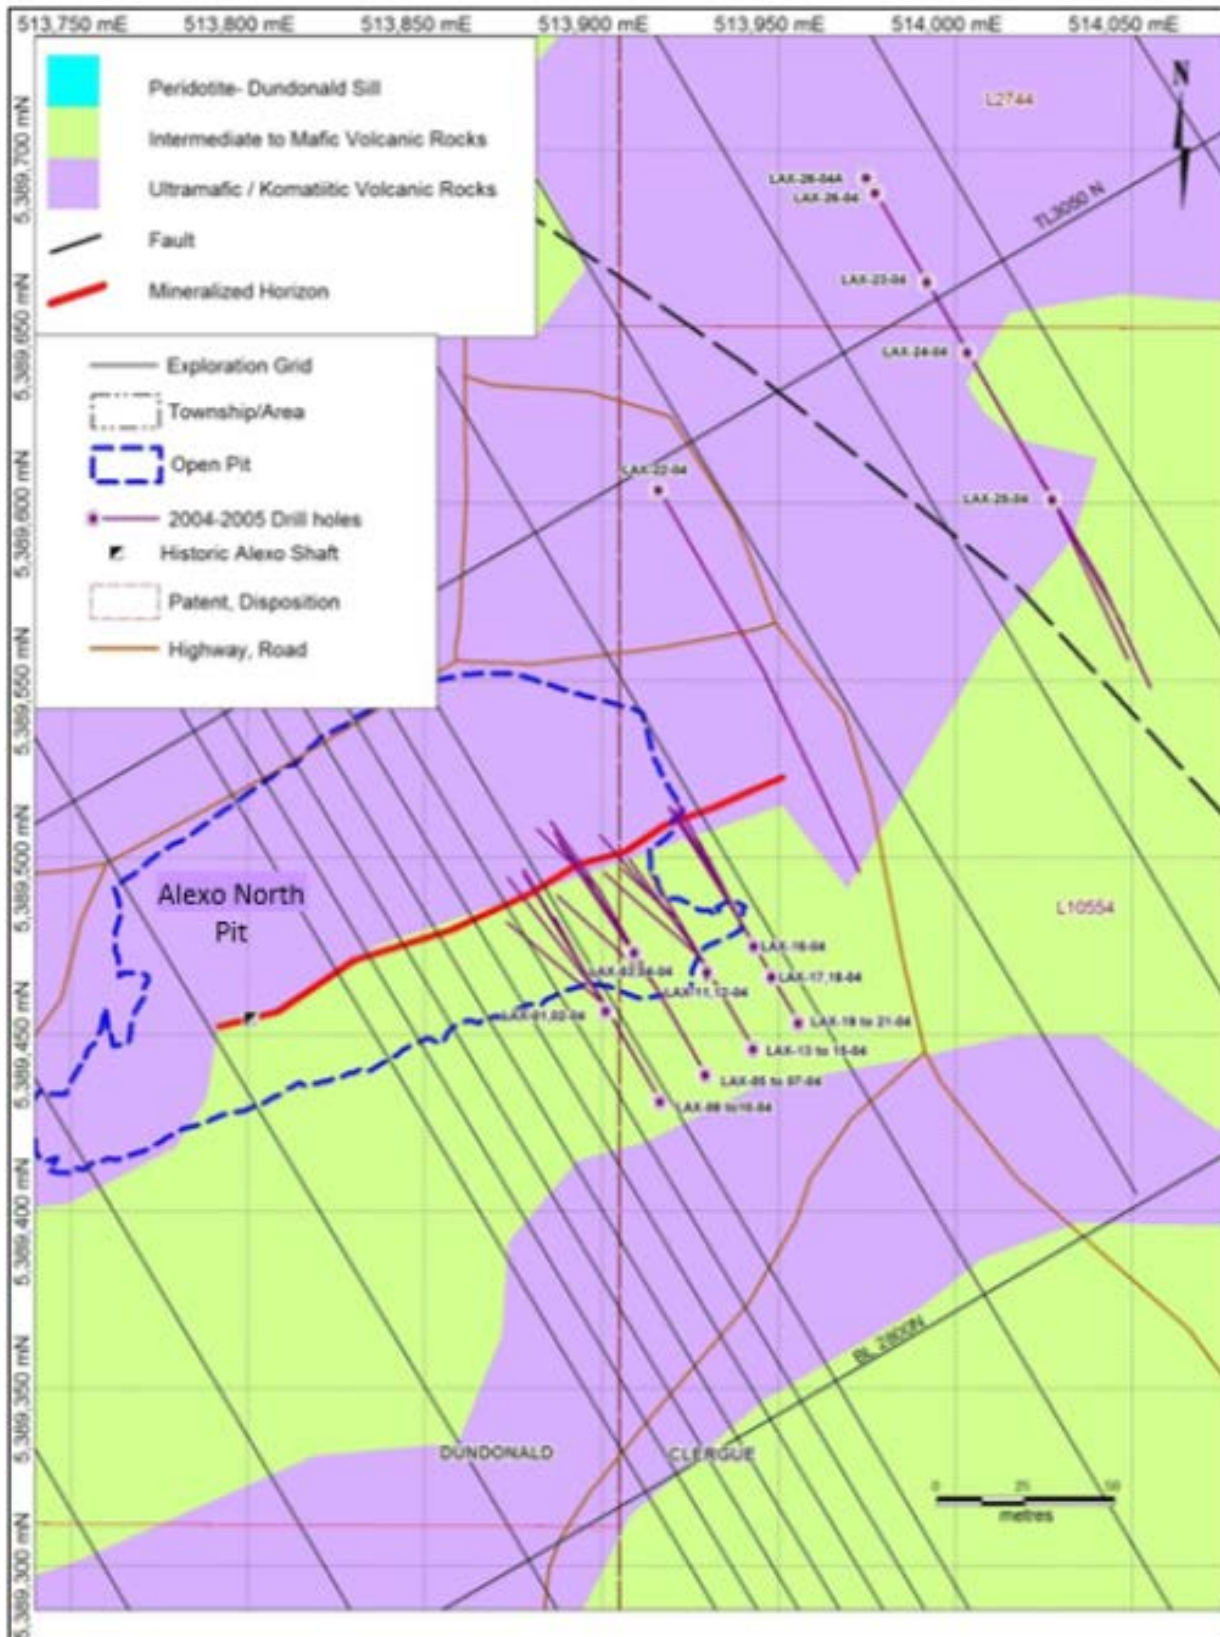 513,750 mE 513,800 mE 513,850 mE 513,900 mE 513,950 mE 514,000 mE 514,050 mE
Peridotite- Dundonald Sill
Intermediate to Mafic Volcanic Rocks
Ultramafic / Komatiitic Volcanic Rocks
Fault
Mineralized Horizon
Exploration Grid
Township/Area
Open Pit
2004-2005 Drill holes
Historic Alexo Shaft
Patent, Disposition
Highway, Road
N
L2744
TL3050 N
LAX-26-04A
LAX-26-04
LAX-23-04
LAX-24-04
LAX-25-04
LAX-22-04
5,389,700 mN
5,389,650 mN
5,389,600 mN
5,389,550 mN
5,389,500 mN
5,389,450 mN
5,389,400 mN
5,389,350 mN
5,389,300 mN
Alexo North
Pit
L10554
LAX-16-04
LAX-17,18-04
LAX-11,12-04
LAX-01,02-04
LAX-19 to 21-04
LAX-13 to 15-04
LAX-05 to 07-04
LAX-08 to10-04
BL 2800N
DUNDONALD
CLERGUE
0 25 50
metres